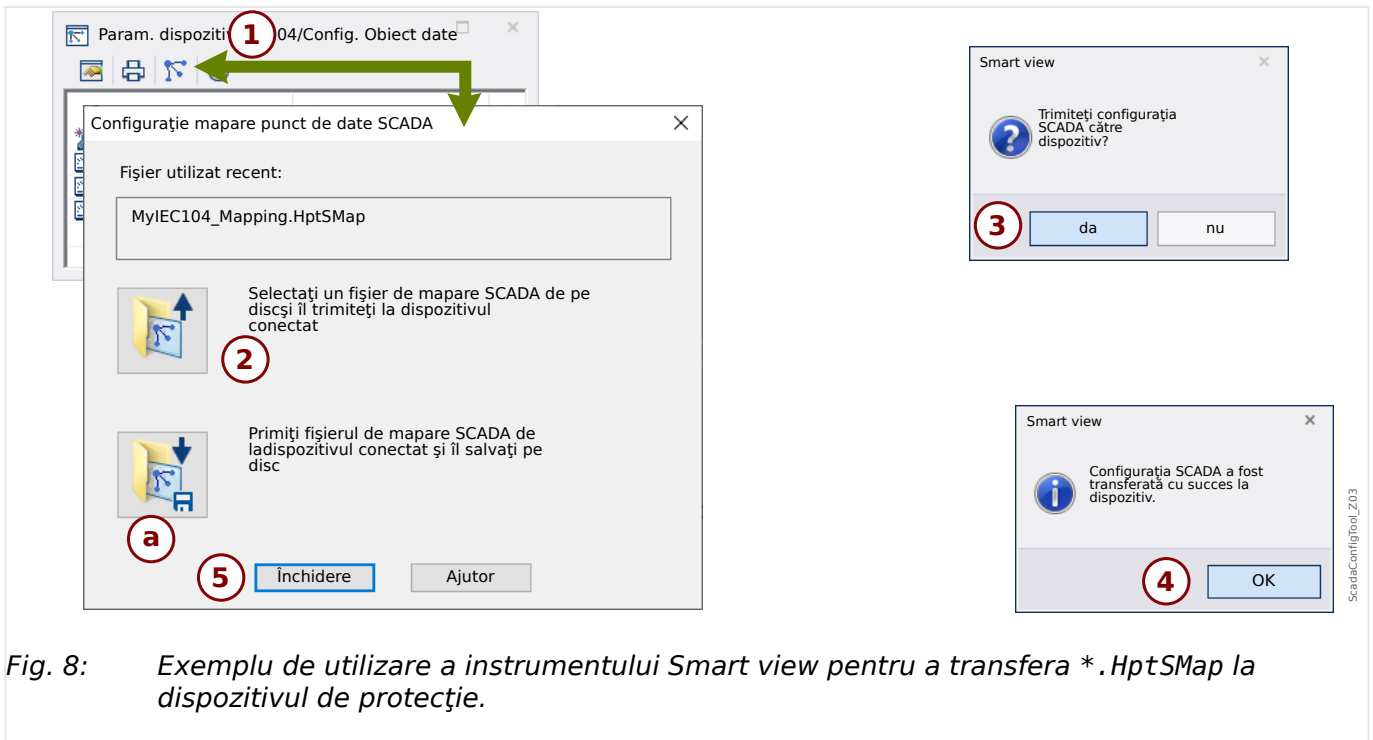 Param. dispozitiv 04/Config. Obiect date
1
Configurație mapare punct de date SCADA
Fișier utilizat recent:
MyIEC104_Mapping.HptSMap
Selectați un fișier de mapare SCADA de pe
discși îl trimiteți la dispozitivul
conectat
2
Primiți fișierul de mapare SCADA de
ladispozitivul conectat și îl salvați pe
disc
a
5
Închidere
Ajutor
Smart view
Trimiteți configurația
SCADA către
dispozitiv?
3
da
nu
Smart view
Configurația SCADA a fost
transferată cu succes la
dispozitiv.
4
OK
ScadaConfigTool_Z03
Fig. 8: Exemplu de utilizare a instrumentului Smart view pentru a transfera *.HptSMap la
dispozitivul de protecție.